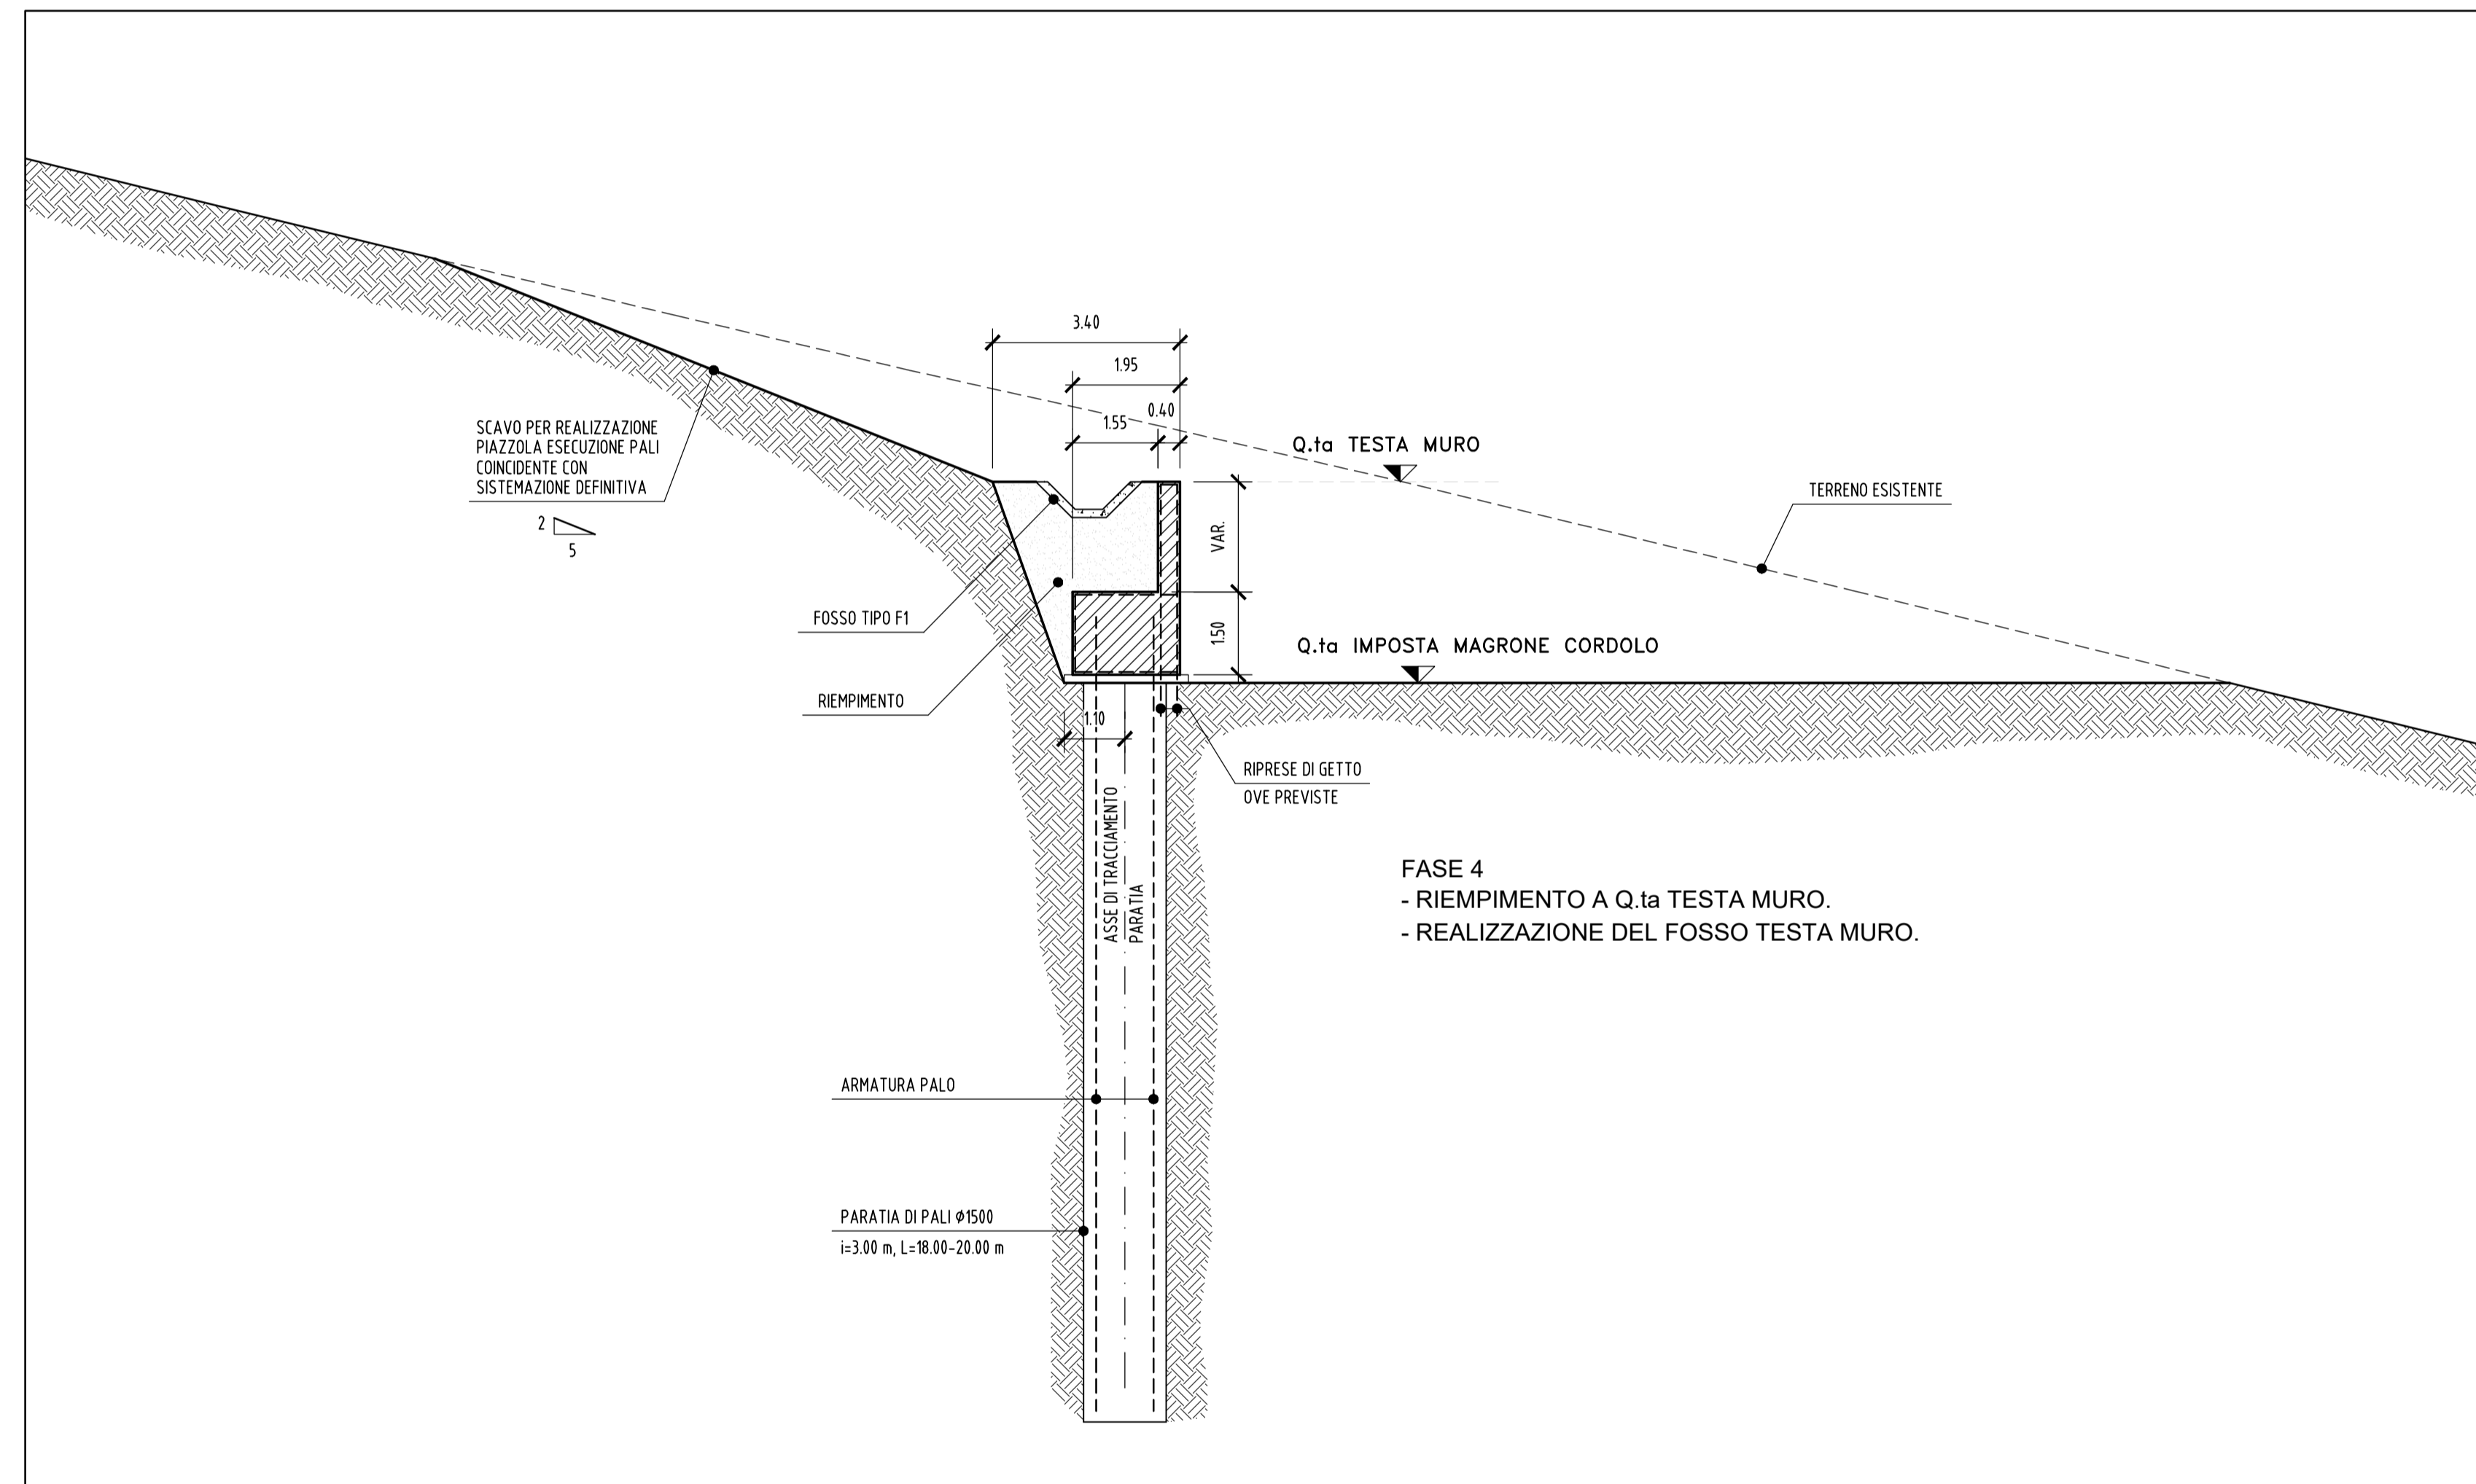 3.40
1.95
1.55
0.40
Q.ta TESTA MURO
SCAVO PER REALIZZAZIONE
PIAZZOLA ESECUZIONE PALI
COINCIDENTE CON
SISTEMAZIONE DEFINITIVA
2
5
TERRENO ESISTENTE
VAR.
1.50
FOSSO TIPO F1
Q.ta IMPOSTA MAGRONE CORDOLO
RIEMPIMENTO
1.10
RIPRESE DI GETTO
OVE PREVISTE
ASSE DI TRACCIAMENTO
PARATIA
FASE 4
- RIEMPIMENTO A Q.ta TESTA MURO.
- REALIZZAZIONE DEL FOSSO TESTA MURO.
ARMATURA PALO
PARATIA DI PALI ϕ1500
i=3.00 m, L=18.00-20.00 m